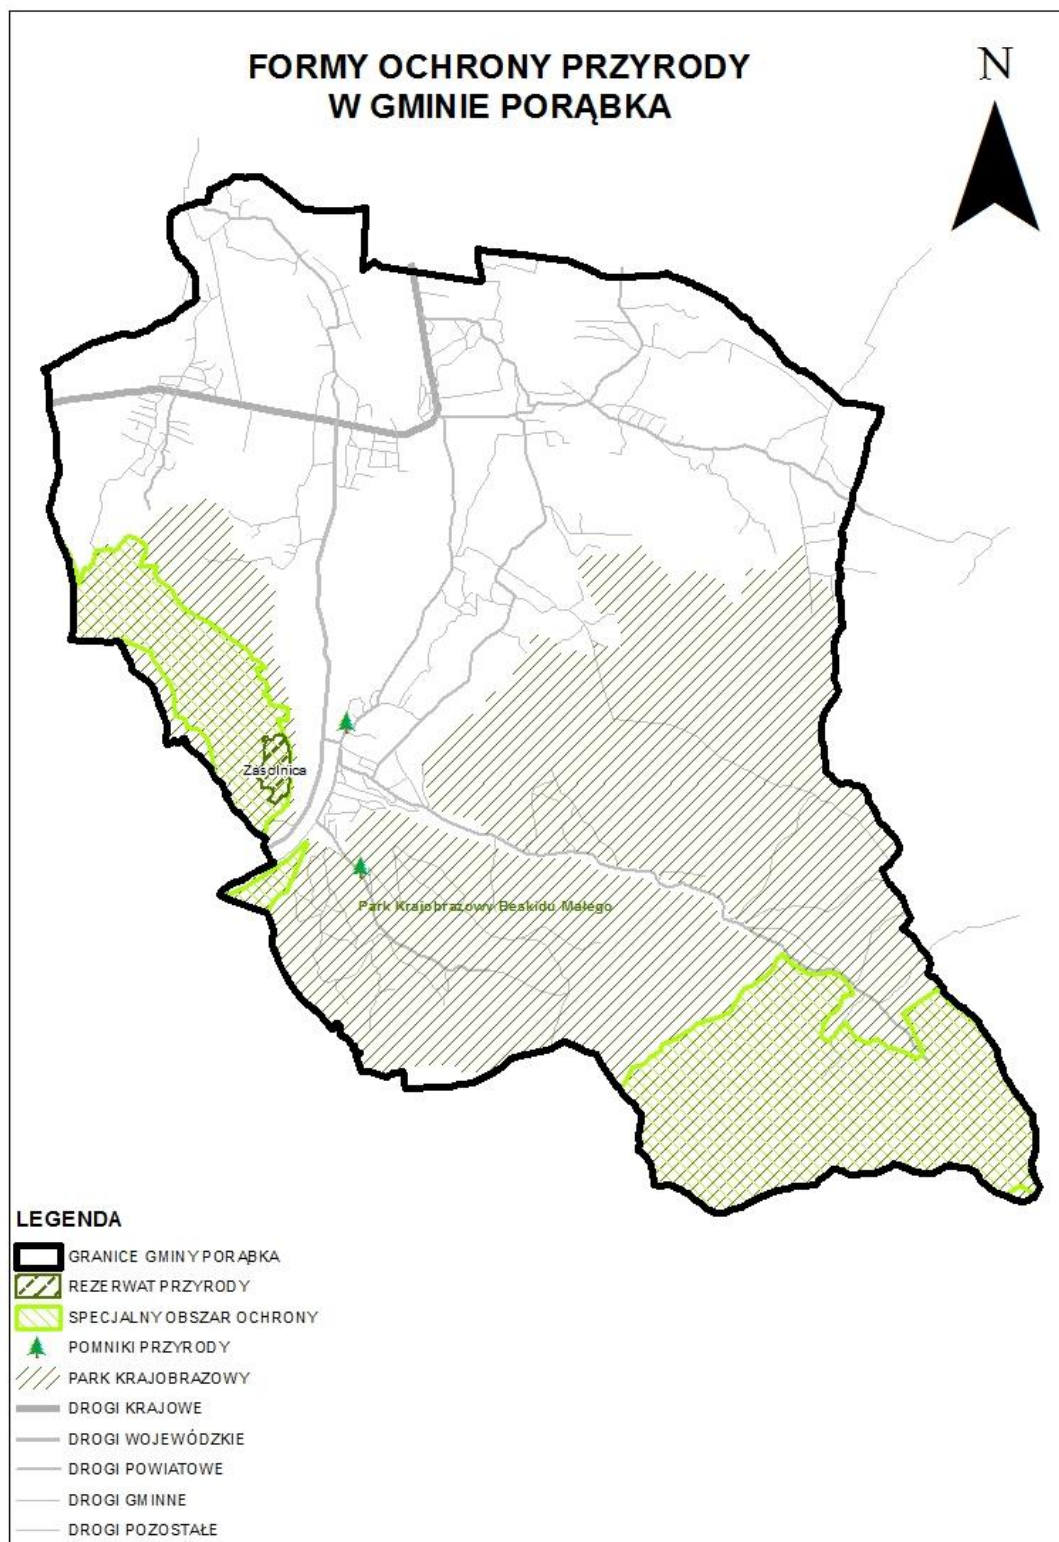 FORMY OCHRONY PRZYRODY
W GMINIE PORĄBKA
N
Zasolnica
Park Krajobrazowy Beskidu Małego
LEGENDA
GRANICE GMINY PORĄBKA
REZERWAT PRZYRODY
SPECJALNY OBSZAR OCHRONY
POMNIKI PRZYRODY
PARK KRAJOBRAZOWY
DROGI KRAJOWE
DROGI WOJEWÓDZKIE
DROGI POWIATOWE
DROGI GMINNE
DROGI POZOSTAŁE